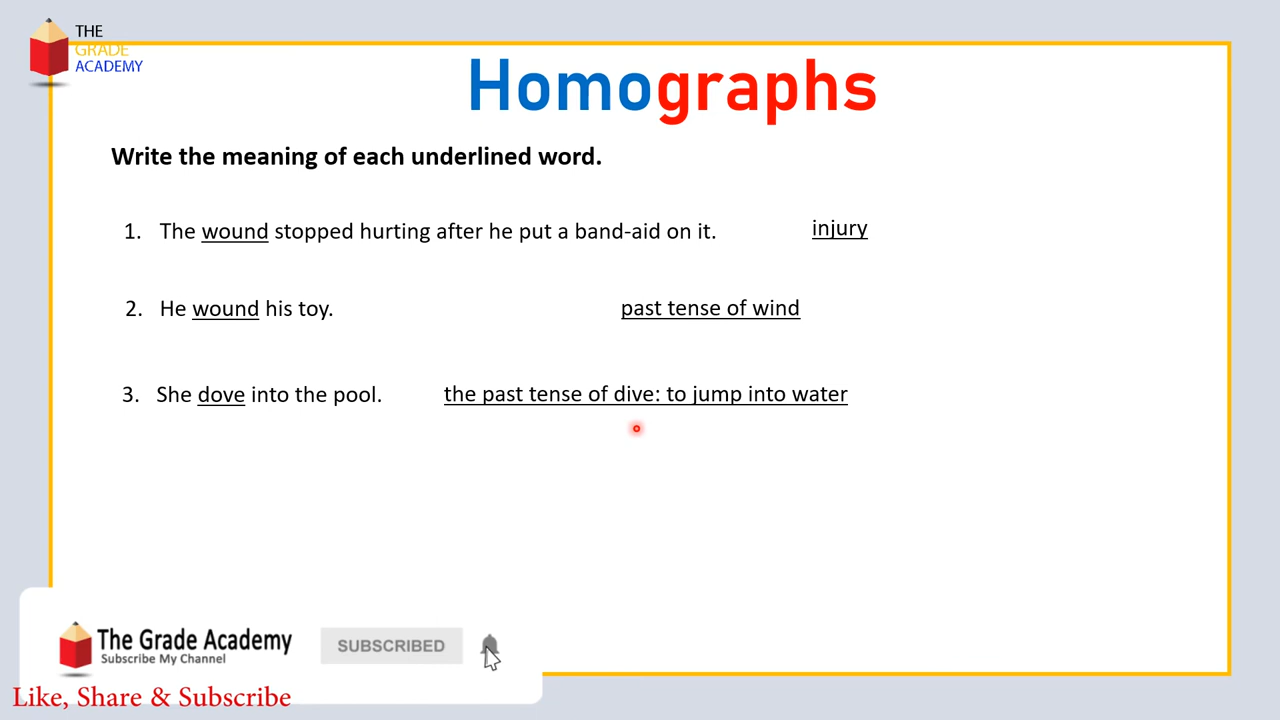 THE
GRADE
ACADEMY
Homographs
Write the meaning of each underlined word.
1. The wound stopped hurting after he put a band-aid on it. injury
2. He wound his toy. past tense of wind
3. She dove into the pool. the past tense of dive: to jump into water
The Grade Academy
Subscribe My Channel
SUBSCRIBED
Like, Share & Subscribe